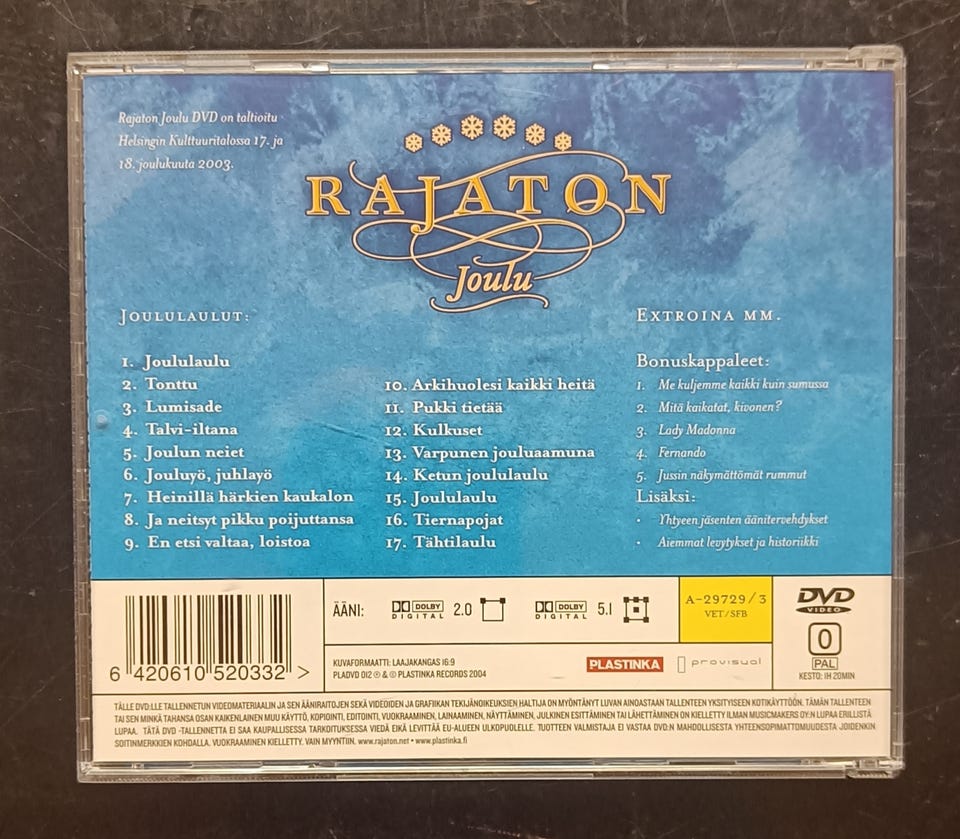 Rajaton Joulu DVD on taltioitu
Helsingin Kulttuuritalossa 17. ja
18. joulukuuta 2003.
RAJATON
Joulu
JOULULAULUT:
1. Joululaulu
2. Tonttu
3. Lumisade
4. Talvi-iltana
5. Joulun neiet
6. Jouluyö, juhlayö
7. Heinillä härkien kaukalon
8. Ja neitsyt pikku poijuttansa
9. En etsi valtaa, loistoa
10. Arkihuolesi kaikki heitä
11. Pukki tietää
12. Kulkuset
13. Varpunen jouluaamuna
14. Ketun joululaulu
15. Joululaulu
16. Tiernapojat
17. Tähtilaulu
EXTROINA MM.
Bonuskappaleet:
1. Me kuljemme kaikki kuin sumussa
2. Mitä kaikatat, kivonen?
3. Lady Madonna
4. Fernando
5. Jussin näkymättömät rummut
Lisäksi:
• Yhtyeen jäsenten äänitervehdykset
• Aiemmat levytykset ja historiikki
6 420610 520332 >
ÄÄNI: DOLBY DIGITAL 2.0 DOLBY DIGITAL 5.1
KUVAFORMAATTI: LAAJAKANGAS 16:9
PLADVD 012 ℗ & © PLASTINKA RECORDS 2004
PLASTINKA provisual
A-29729/3
VET/SFB
DVD
VIDEO
0
PAL
KESTO: 1H 20MIN
TÄLLE DVD:LLE TALLENNETUN VIDEOMATERIAALIN JA SEN ÄÄNIRAITOJEN SEKÄ VIDEOIDEN JA GRAFIIKAN TEKIJÄNOIKEUKSIEN HALTIJA ON MYÖNTÄNYT LUVAN AINOASTAAN TALLENTEEN YKSITYISEEN KOTIKÄYTTÖÖN. TÄMÄN TALLENTEEN
TAI SEN MINKÄ TAHANSA OSAN KAIKENLAINEN MUU KÄYTTÖ, KOPIOINTI, EDITOINTI, VUOKRAAMINEN, LAINAAMINEN, NÄYTTÄMINEN, JULKINEN ESITTÄMINEN TAI LÄHETTÄMINEN ON KIELLETTY ILMAN MUSICMAKERS OY:N LUPAA ERILLISTÄ
LUPAA. TÄTÄ DVD -TALLENNETTA EI SAA KAUPALLISESSA TARKOITUKSESSA VIEDÄ EIKÄ LEVITTÄÄ EU-ALUEEN ULKOPUOLELLE. TUOTTEEN VALMISTAJA EI VASTAA DVD:N MAHDOLLISESTA YHTEENSOPIMATTOMUUDESTA JOIDENKIN
SOITINMERKKIEN KOHDALLA. VUOKRAAMINEN KIELLETTY. VAIN MYYNTIIN. www.rajaton.net • www.plastinka.fi